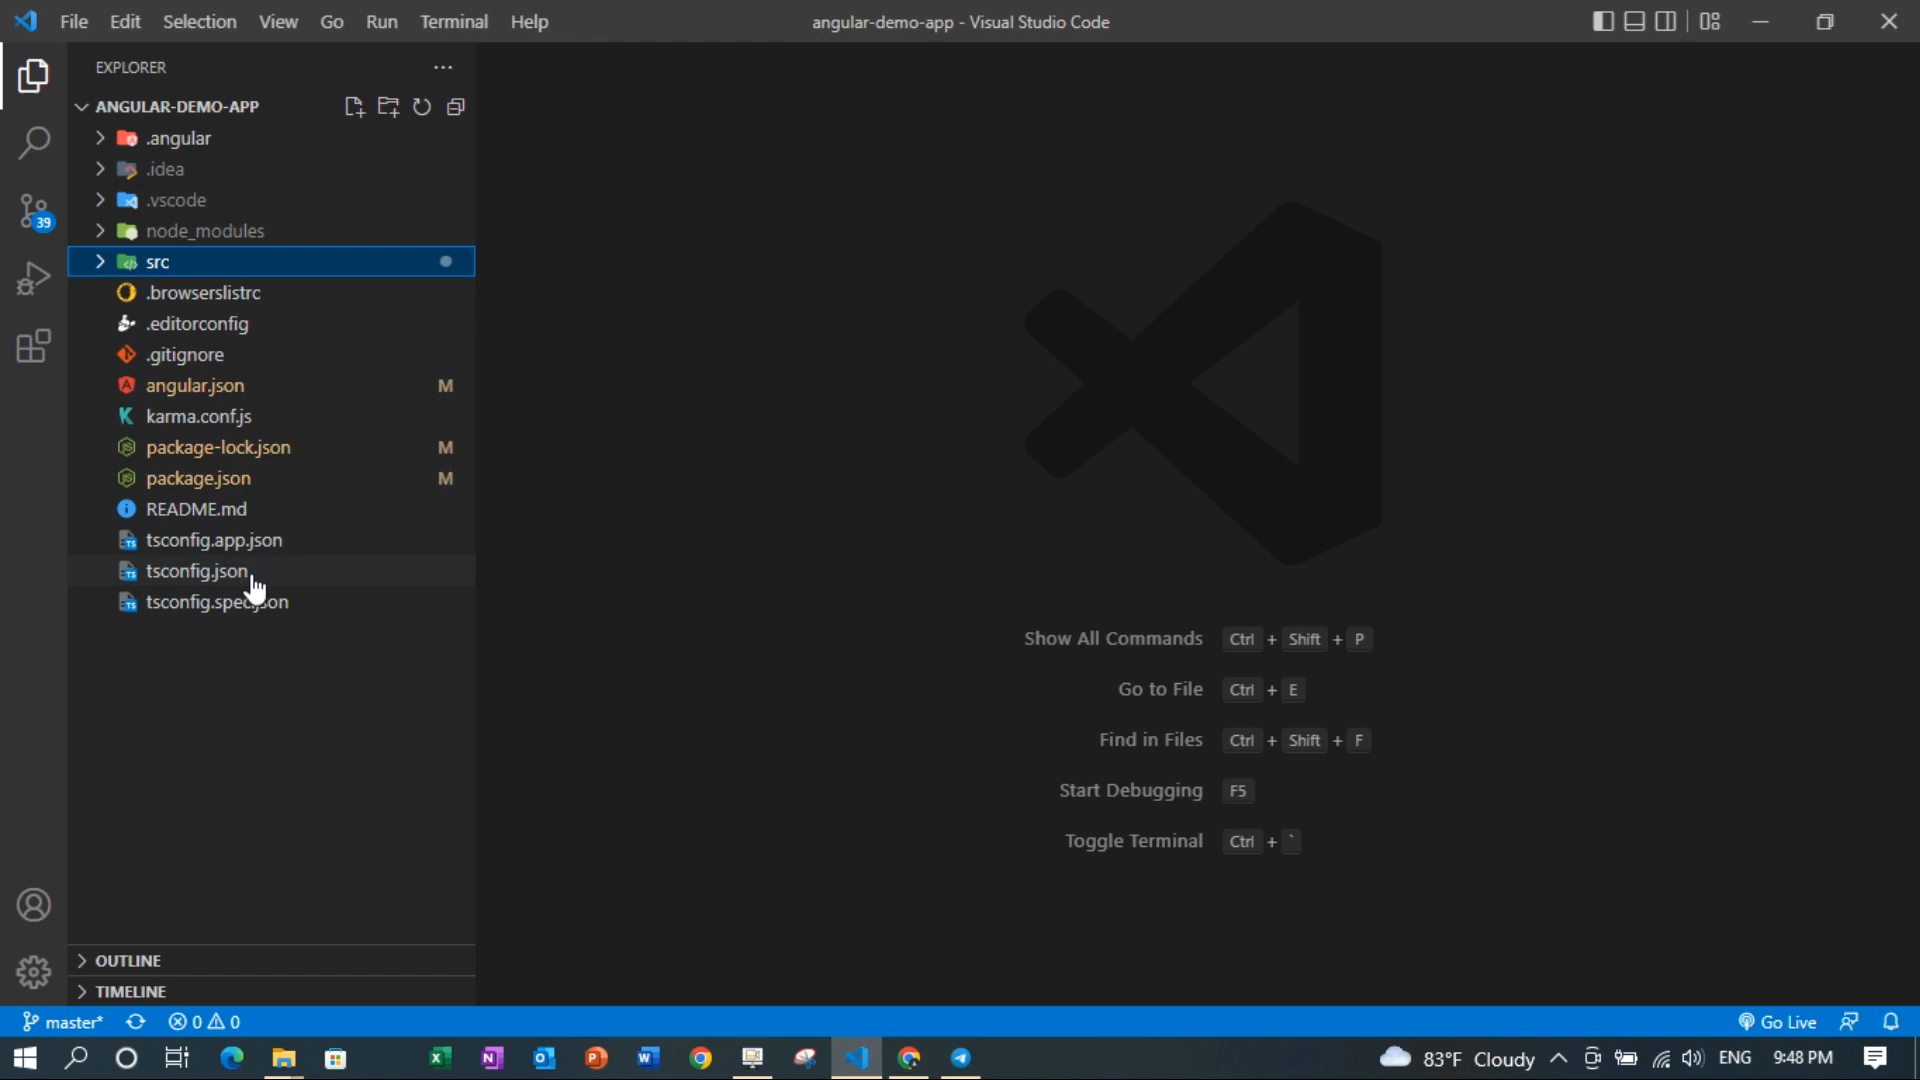 File Edit Selection View Go Run Terminal Help
angular-demo-app - Visual Studio Code
EXPLORER
ANGULAR-DEMO-APP
.angular
.idea
.vscode
node_modules
src
.browserslistrc
.editorconfig
.gitignore
angular.json M
karma.conf.js
package-lock.json M
package.json M
README.md
tsconfig.app.json
tsconfig.json
tsconfig.spec.json
39
Show All Commands Ctrl + Shift + P
Go to File Ctrl + E
Find in Files Ctrl + Shift + F
Start Debugging F5
Toggle Terminal Ctrl + `
OUTLINE
TIMELINE
master* 0 0 Go Live
83°F Cloudy ENG 9:48 PM